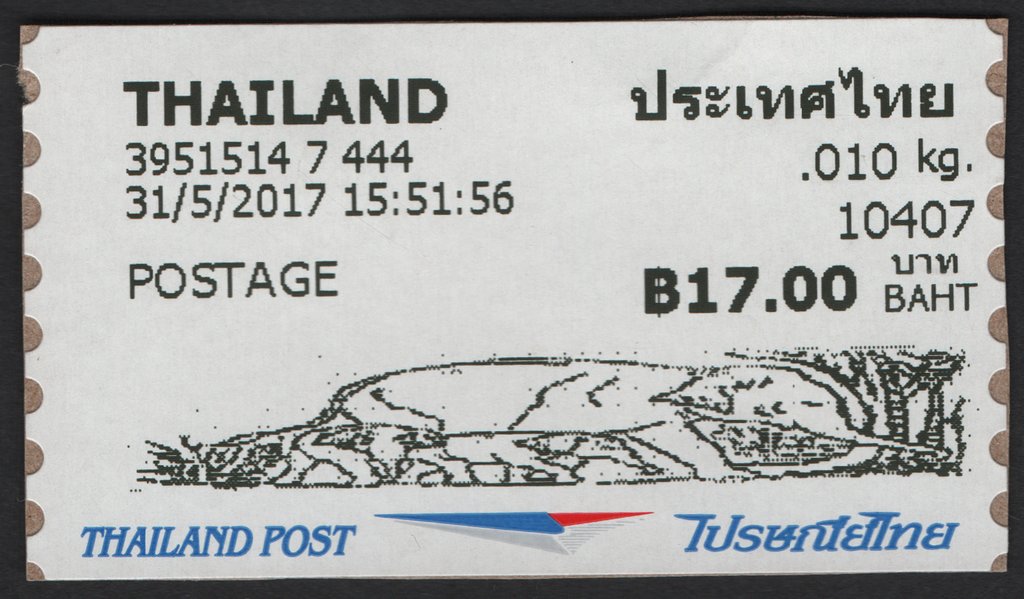 THAILAND
3951514 7 444
31/5/2017 15:51:56
POSTAGE
ประเทศไทย
.010 kg.
10407
฿17.00 บาท BAHT
THAILAND POST
ไปรษณีย์ไทย